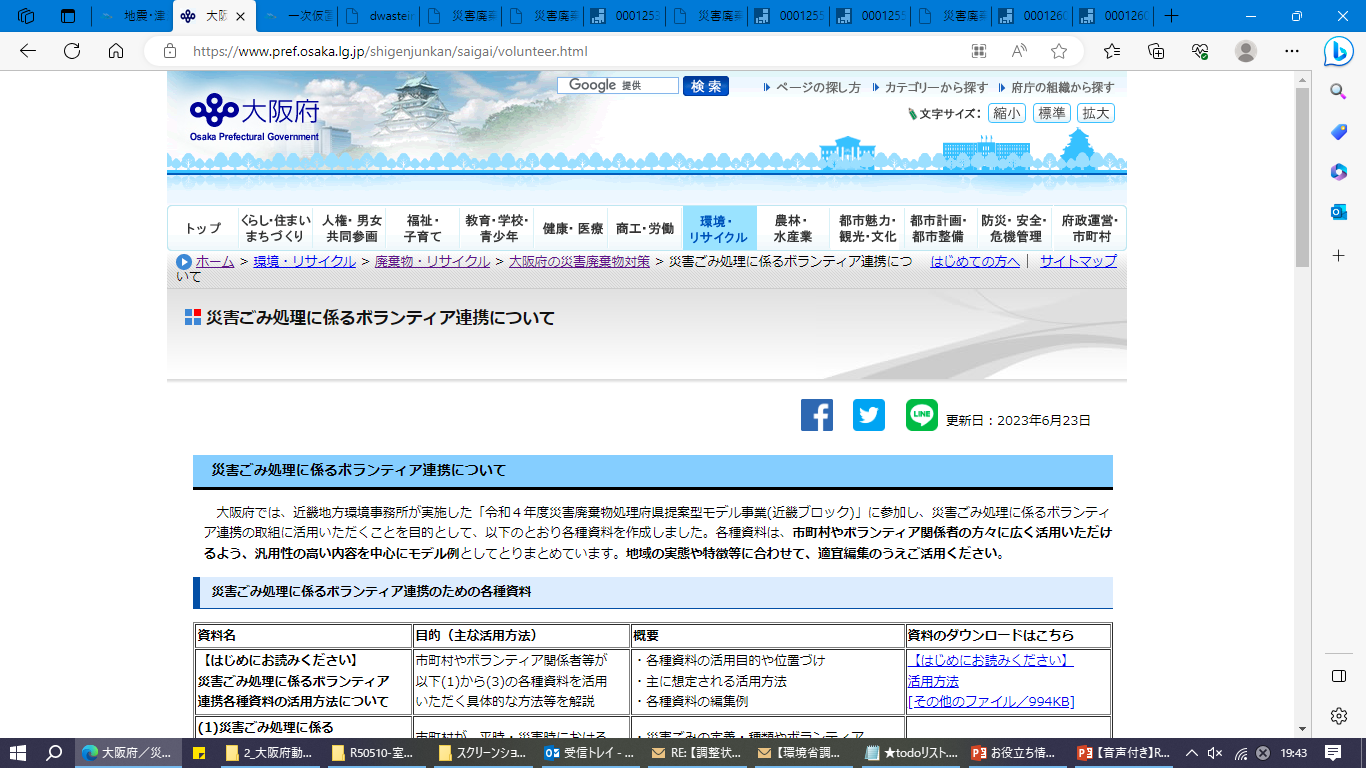 地震・津
大阪
一次仮置
dwastein
災害廃棄
災害廃棄
0001253
災害廃棄
0001255
0001255
災害廃棄
0001260
0001260
https://www.pref.osaka.lg.jp/shigenjunkan/saigai/volunteer.html
大阪府
Osaka Prefectural Government
Google 提供
検索
ページの探し方
カテゴリーから探す
府庁の組織から探す
文字サイズ：
縮小
標準
拡大
トップ
くらし・住まい
まちづくり
人権・男女
共同参画
福祉・
子育て
教育・学校・
青少年
健康・医療
商工・労働
環境・
リサイクル
農林・
水産業
都市魅力・
観光・文化
都市計画・
都市整備
防災・安全・
危機管理
府政運営・
市町村
ホーム > 環境・リサイクル > 廃棄物・リサイクル > 大阪府の災害廃棄物対策 > 災害ごみ処理に係るボランティア連携につ
いて
はじめての方へ | サイトマップ
災害ごみ処理に係るボランティア連携について
LINE
更新日：2023年6月23日
災害ごみ処理に係るボランティア連携について
大阪府では、近畿地方環境事務所が実施した「令和４年度災害廃棄物処理府県提案型モデル事業(近畿ブロック)」に参加し、災害ごみ処理に係るボランティ
ア連携の取組に活用いただくことを目的として、以下のとおり各種資料を作成しました。各種資料は、市町村やボランティア関係者の方々に広く活用いただけ
るよう、汎用性の高い内容を中心にモデル例としてとりまとめています。地域の実態や特徴等に合わせて、適宜編集のうえご活用ください。
災害ごみ処理に係るボランティア連携のための各種資料
資料名
目的（主な活用方法）
概要
資料のダウンロードはこちら
【はじめにお読みください】
災害ごみ処理に係るボランティア
連携各種資料の活用方法について
市町村やボランティア関係者等が
以下(1)から(3)の各種資料を活用
いただく具体的な方法等を解説
・各種資料の活用目的や位置づけ
・主に想定される活用方法
・各種資料の編集例
【はじめにお読みください】
活用方法
[その他のファイル／994KB]
(1)災害ごみ処理に係る
市町村が、平時・災害時における
・災害ごみの定義・種類やボランティア
大阪府／災...
2_大阪府動...
R50510-室...
スクリーンショ...
受信トレイ - ...
RE:【調整状...
【環境省調...
★todoリスト...
お役立ち情...
【音声付き】R...
19:43